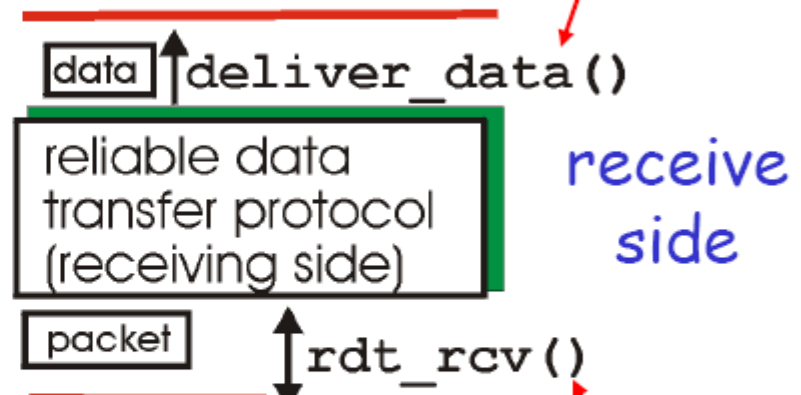 data deliver_data()
reliable data
transfer protocol
(receiving side)
receive
side
packet rdt_rcv()